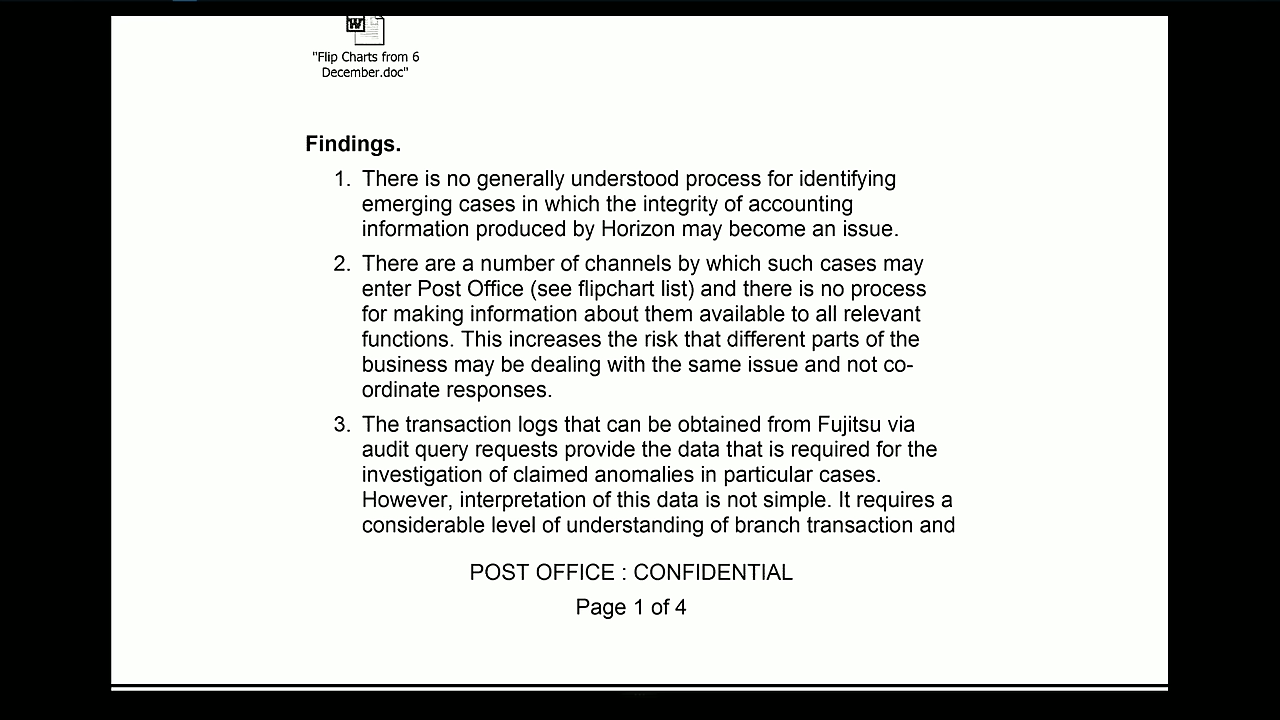 W
"Flip Charts from 6
December.doc"
Findings.
1. There is no generally understood process for identifying
emerging cases in which the integrity of accounting
information produced by Horizon may become an issue.
2. There are a number of channels by which such cases may
enter Post Office (see flipchart list) and there is no process
for making information about them available to all relevant
functions. This increases the risk that different parts of the
business may be dealing with the same issue and not co-
ordinate responses.
3. The transaction logs that can be obtained from Fujitsu via
audit query requests provide the data that is required for the
investigation of claimed anomalies in particular cases.
However, interpretation of this data is not simple. It requires a
considerable level of understanding of branch transaction and
POST OFFICE : CONFIDENTIAL
Page 1 of 4